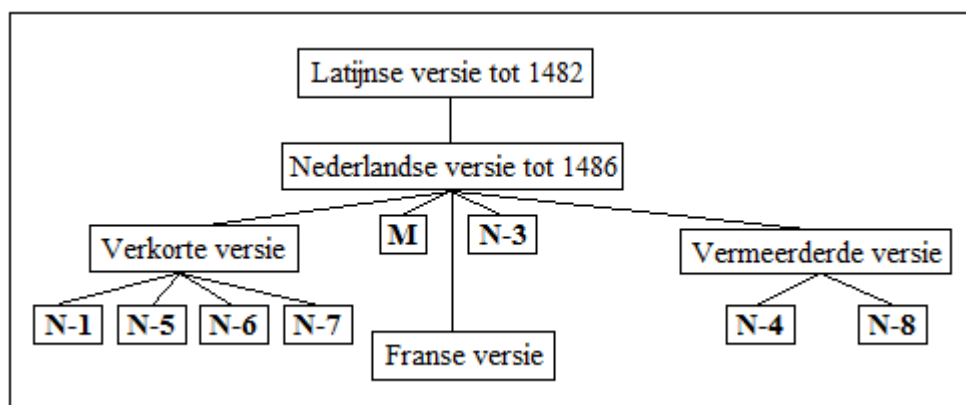 Latijnse versie tot 1482
Nederlandse versie tot 1486
Verkorte versie
M
N-3
Vermeerderde versie
N-1
N-5
N-6
N-7
Franse versie
N-4
N-8